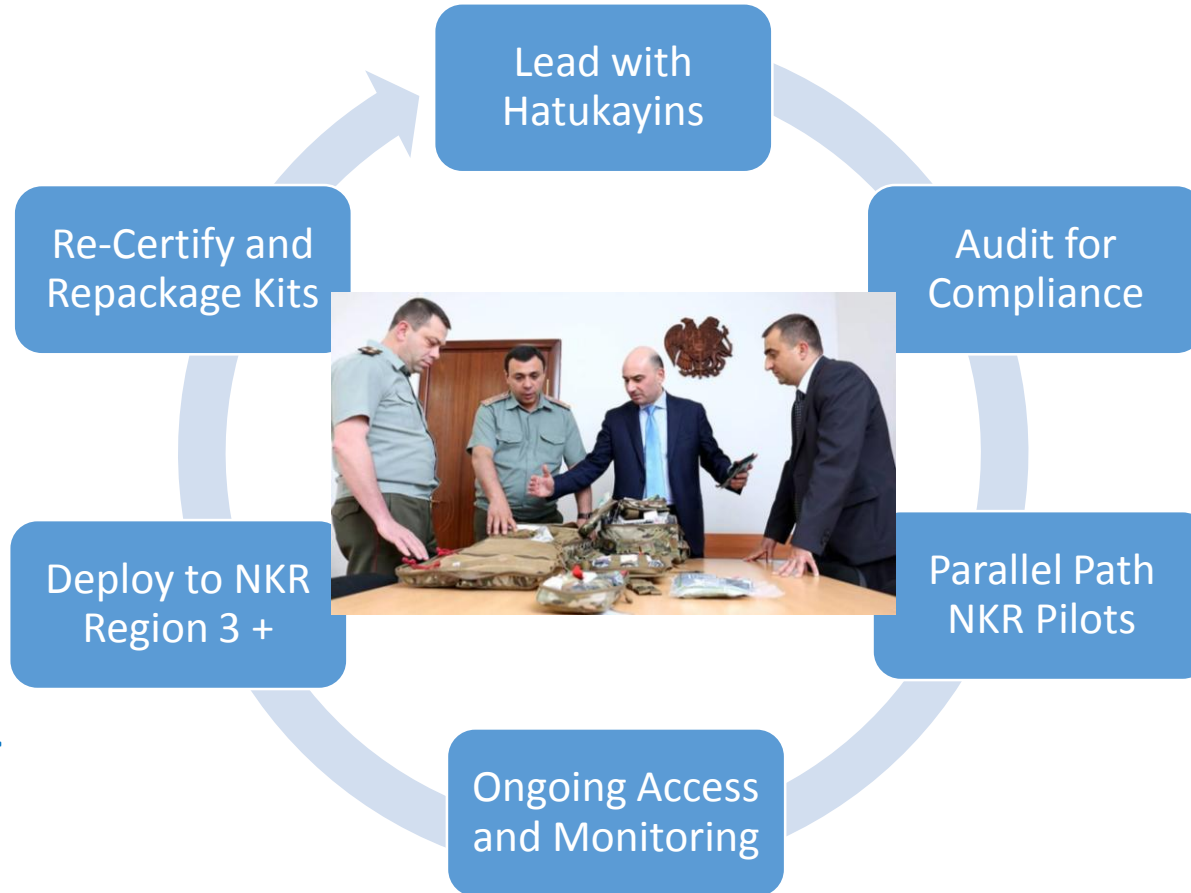 Lead with
Hatukayins
Audit for
Compliance
Parallel Path
NKR Pilots
Ongoing Access
and Monitoring
Deploy to NKR
Region 3 +
Re-Certify and
Repackage Kits